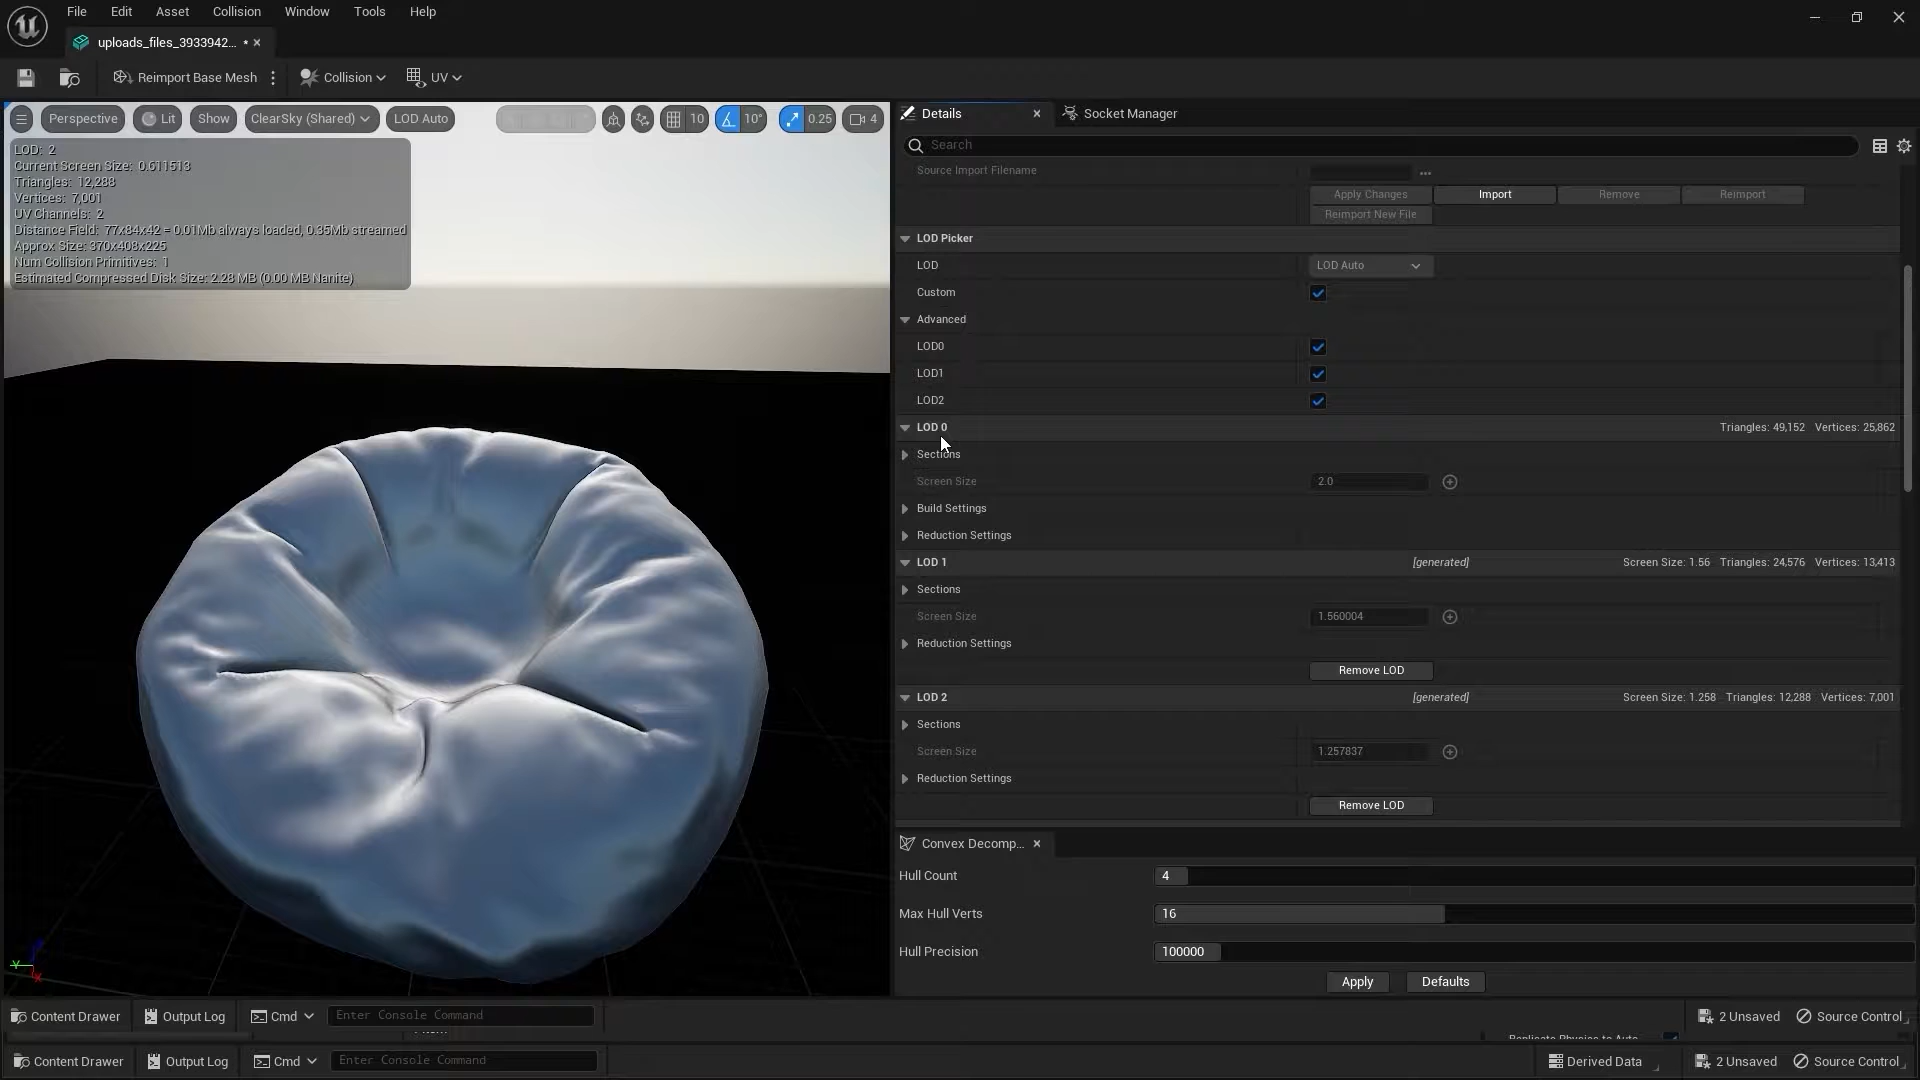 File Edit Asset Collision Window Tools Help
uploads_files_3933942... *
Reimport Base Mesh Collision UV
Perspective Lit Show ClearSky (Shared) LOD Auto 10 10° 0.25 4
LOD: 2
Current Screen Size: 0.611513
Triangles: 12,288
Vertices: 7,001
UV Channels: 2
Distance Field: 77x84x42 = 0.01Mb always loaded, 0.35Mb streamed
Approx Size: 370x408x225
Num Collision Primitives: 1
Estimated Compressed Disk Size: 2.28 MB (0.00 MB Nanite)
Details Socket Manager
Search
Source Import Filename ...
Apply Changes Import Remove Reimport
Reimport New File
LOD Picker
LOD LOD Auto
Custom
Advanced
LOD0
LOD1
LOD2
LOD 0 Triangles: 49,152 Vertices: 25,862
Sections
Screen Size 2.0
Build Settings
Reduction Settings
LOD 1 [generated] Screen Size: 1.56 Triangles: 24,576 Vertices: 13,413
Sections
Screen Size 1.560004
Reduction Settings
Remove LOD
LOD 2 [generated] Screen Size: 1.258 Triangles: 12,288 Vertices: 7,001
Sections
Screen Size 1.257837
Reduction Settings
Remove LOD
Convex Decomp...
Hull Count 4
Max Hull Verts 16
Hull Precision 100000
Apply Defaults
Content Drawer Output Log Cmd Enter Console Command 2 Unsaved Source Control
Replicate Physics to Auto
Content Drawer Output Log Cmd Enter Console Command Derived Data 2 Unsaved Source Control